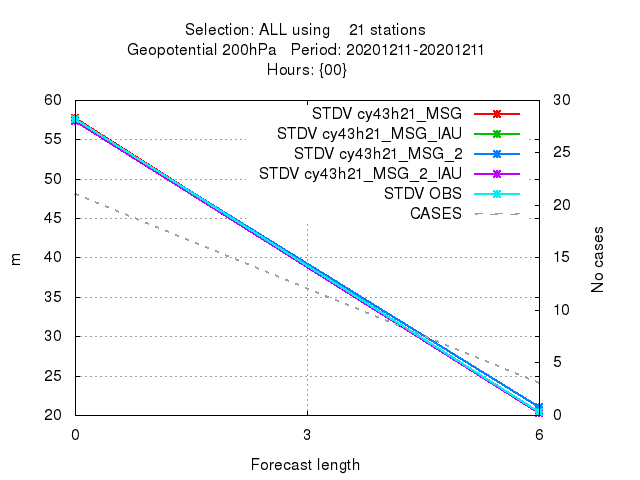 Selection: ALL using 21 stations
Geopotential 200hPa Period: 20201211-20201211
Hours: {00}
60
55
50
45
40
35
30
25
20
m
STDV cy43h21_MSG
STDV cy43h21_MSG_IAU
STDV cy43h21_MSG_2
STDV cy43h21_MSG_2_IAU
STDV OBS
CASES
30
25
20
15
10
5
0
No cases
0 3 6
Forecast length